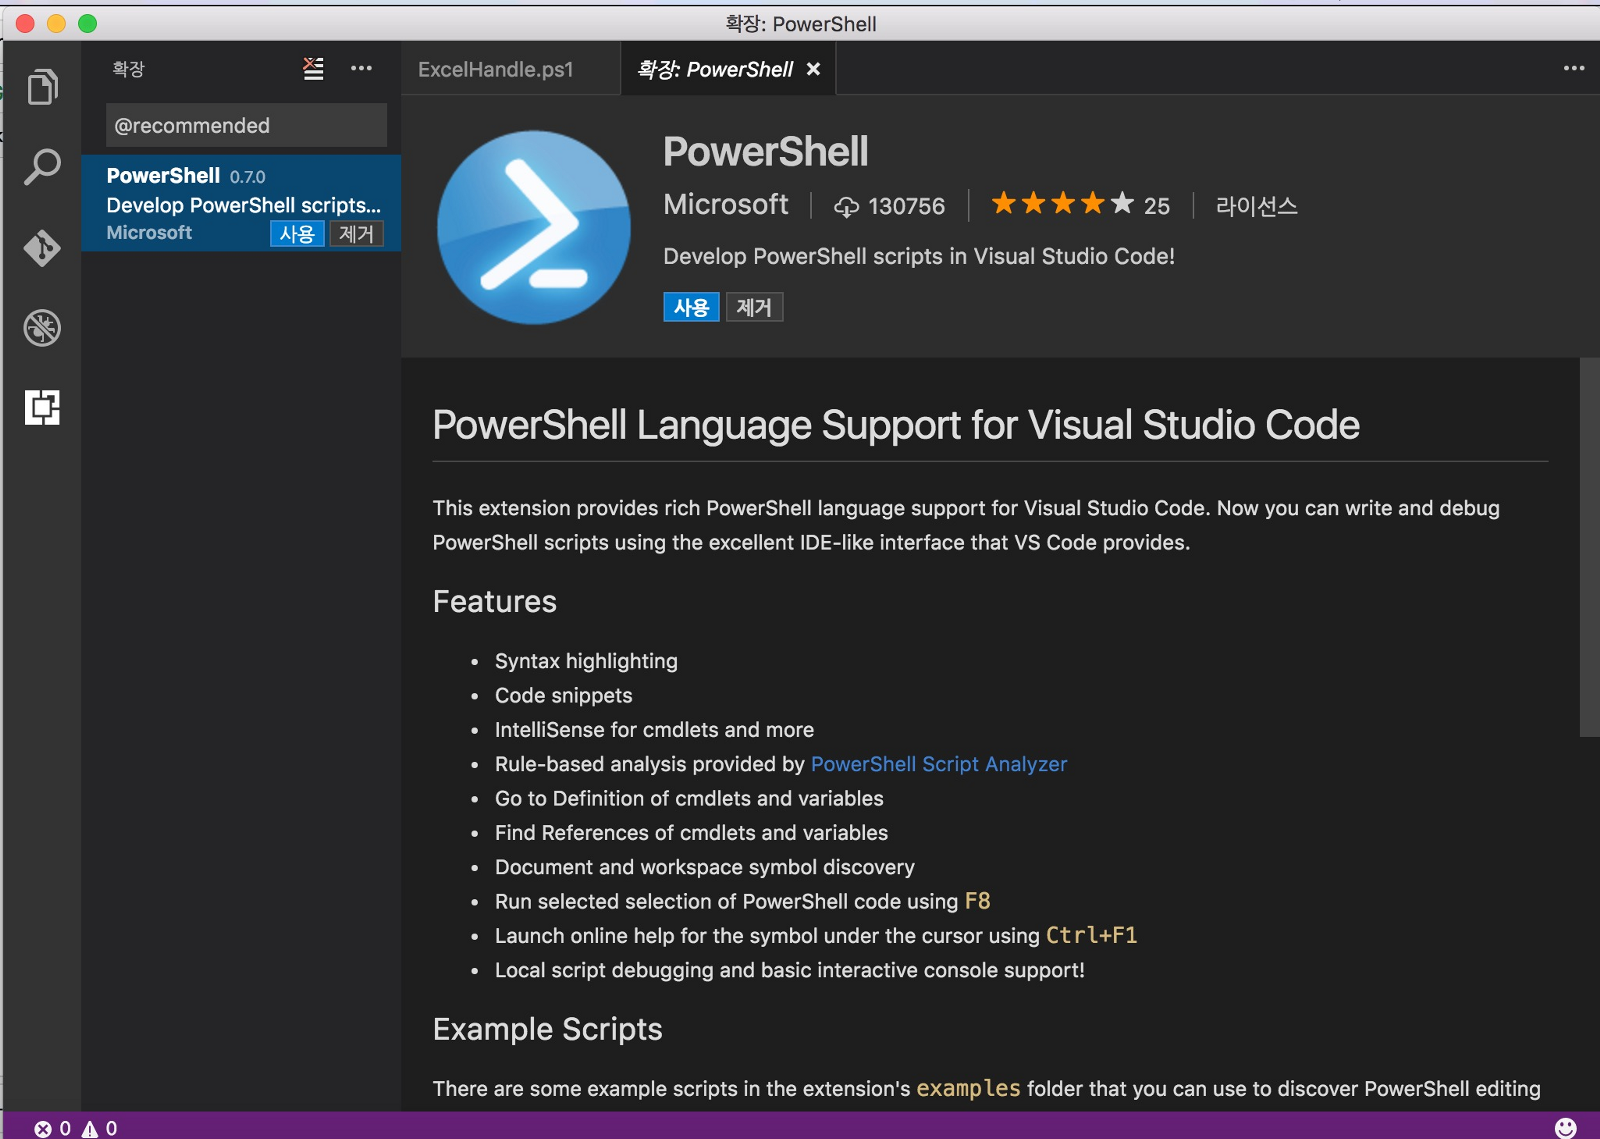 확장: PowerShell
확장
ExcelHandle.ps1
확장: PowerShell
@recommended
PowerShell 0.7.0
Develop PowerShell scripts...
Microsoft 사용 제거
PowerShell
Microsoft 130756 25 라이선스
Develop PowerShell scripts in Visual Studio Code!
사용 제거
PowerShell Language Support for Visual Studio Code
This extension provides rich PowerShell language support for Visual Studio Code. Now you can write and debug
PowerShell scripts using the excellent IDE-like interface that VS Code provides.
Features
• Syntax highlighting
• Code snippets
• IntelliSense for cmdlets and more
• Rule-based analysis provided by PowerShell Script Analyzer
• Go to Definition of cmdlets and variables
• Find References of cmdlets and variables
• Document and workspace symbol discovery
• Run selected selection of PowerShell code using F8
• Launch online help for the symbol under the cursor using Ctrl+F1
• Local script debugging and basic interactive console support!
Example Scripts
There are some example scripts in the extension's examples folder that you can use to discover PowerShell editing
0 0